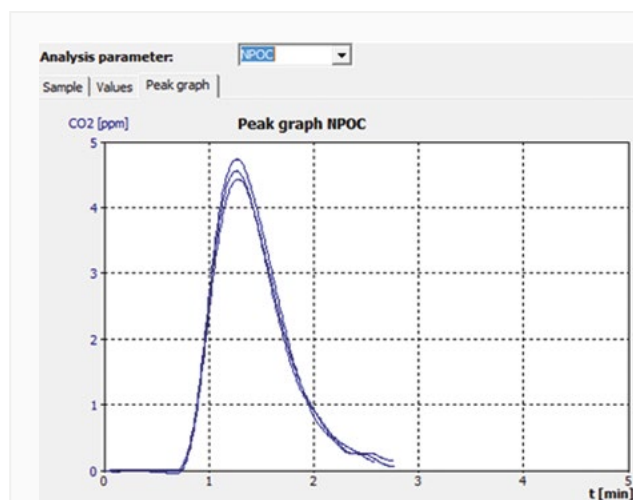 Analysis parameter: NPOC
Sample Values Peak graph
CO2 [ppm] Peak graph NPOC
5
4
3
2
1
0
0 1 2 3 4 5
t [min]